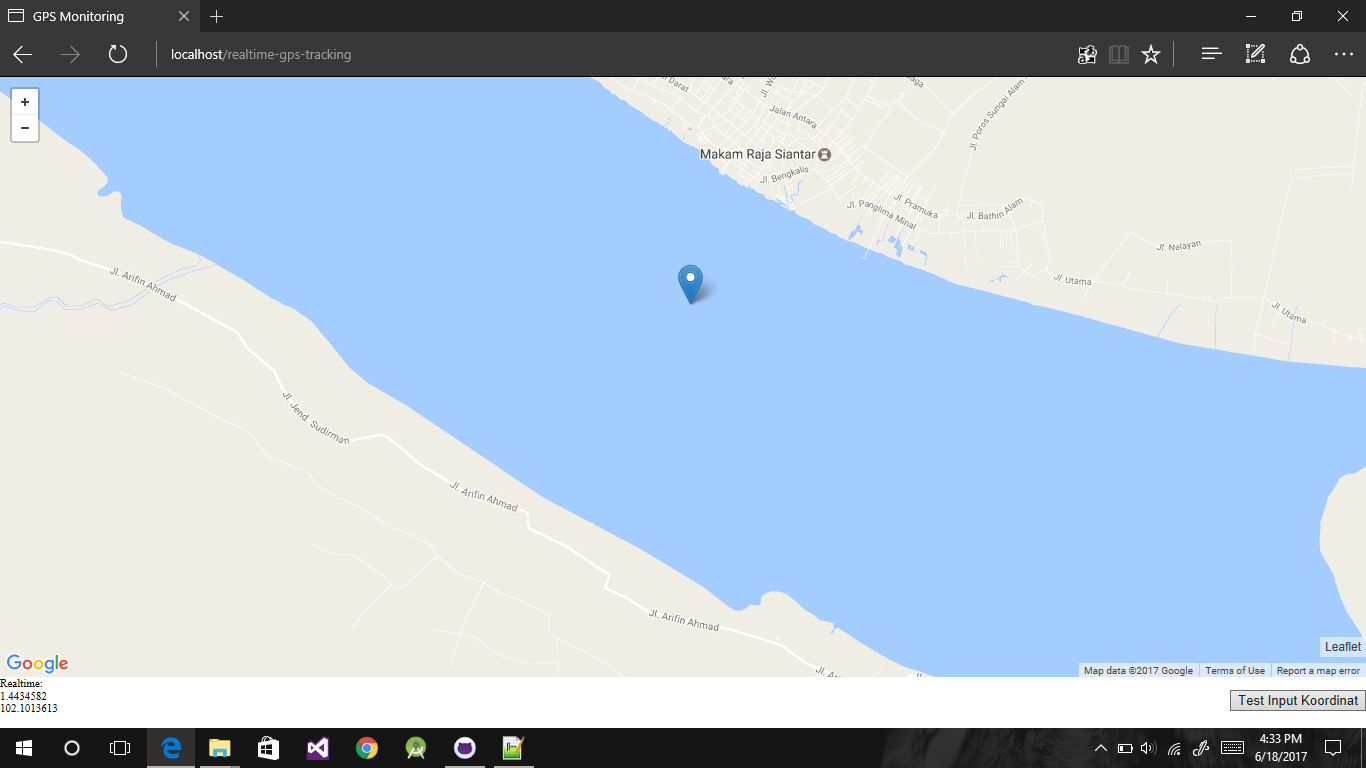 GPS Monitoring
localhost/realtime-gps-tracking
+
−
Darat
Jalan Antara
Jl. Poros Sungai Alam
Makam Raja Siantar
Jl. Bengkalis
Jl. Pramuka
Jl. Panglima Minal
Jl. Bathin Alam
Jl. Nelayan
Jl. Utama
Jl. Utama
Jl. Arifin Ahmad
Jl. Jend. Sudirman
Jl. Arifin Ahmad
Jl. Arifin Ahmad
Leaflet
Google
Map data ©2017 Google
Terms of Use
Report a map error
Realtime:
1.4434582
102.1013613
Test Input Koordinat
4:33 PM
6/18/2017